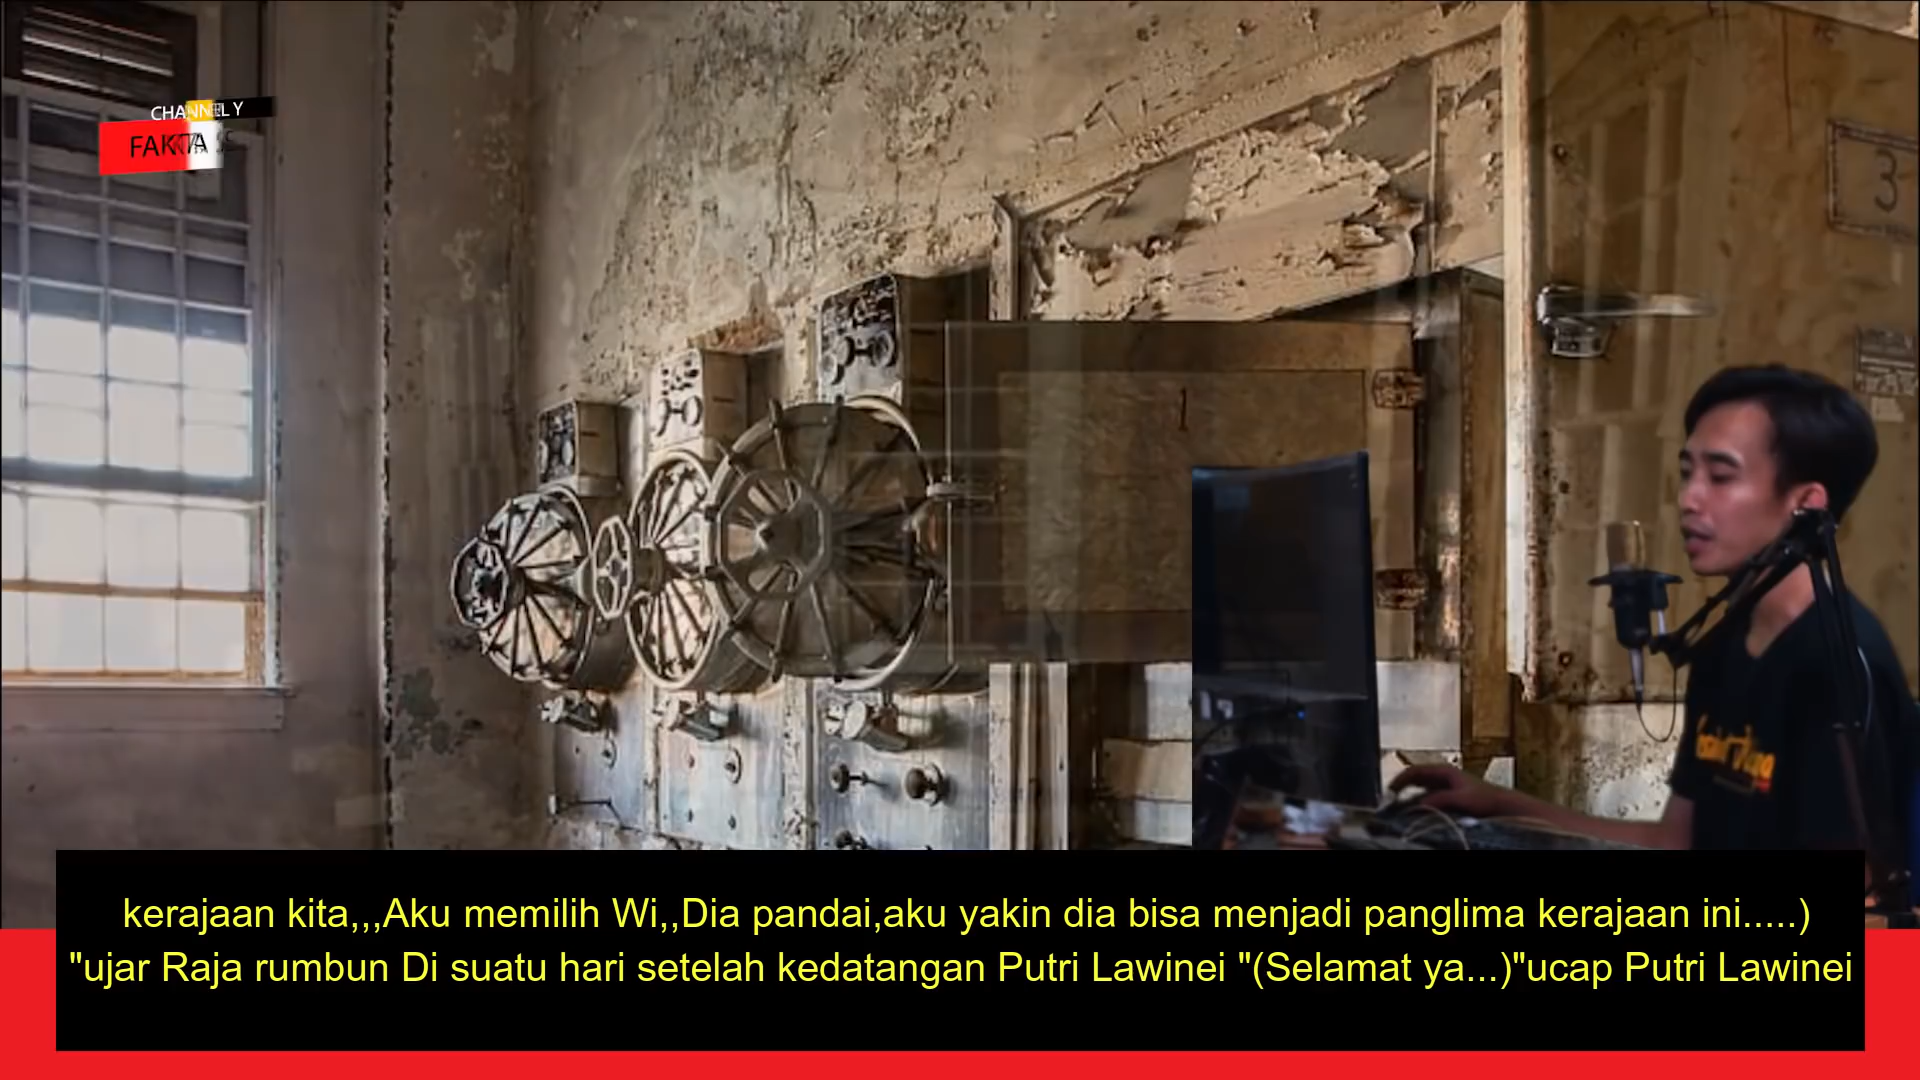 CHANNEL Y
FAKTA
3
1
kerajaan kita,,,Aku memilih Wi,,Dia pandai,aku yakin dia bisa menjadi panglima kerajaan ini.....)
"ujar Raja rumbun Di suatu hari setelah kedatangan Putri Lawinei "(Selamat ya...)"ucap Putri Lawinei